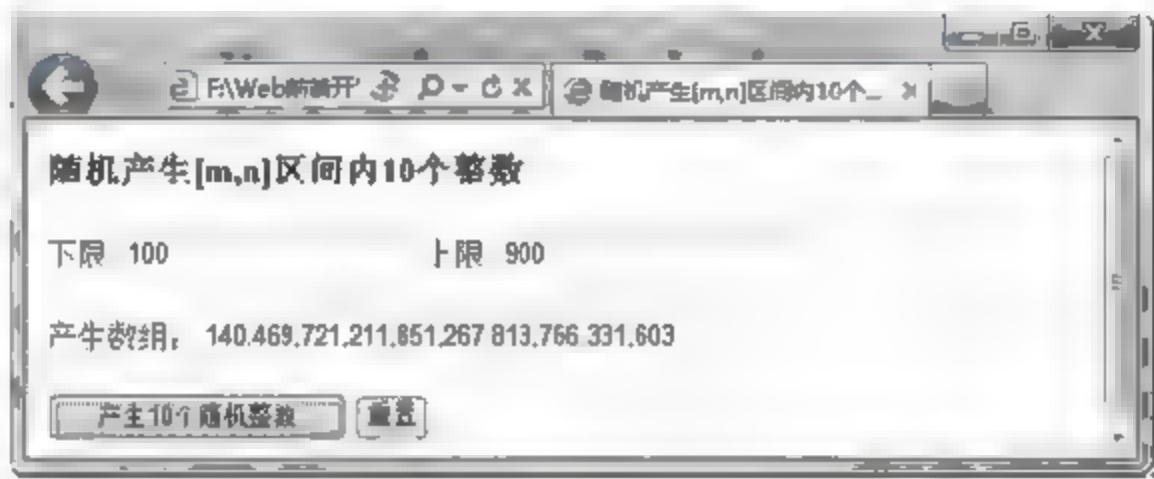 F:\Web前端开
随机产生[m,n]区间内10个...
随机产生[m,n]区间内10个整数
下限 100 上限 900
产生数组: 140,469,721,211,851,267,813,766,331,603
产生10个随机整数 重置